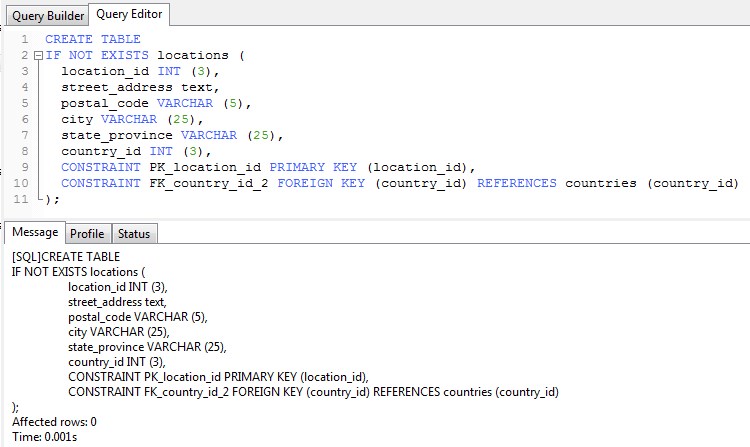 Query Builder Query Editor
1 CREATE TABLE
2 IF NOT EXISTS locations (
3 location_id INT (3),
4 street_address text,
5 postal_code VARCHAR (5),
6 city VARCHAR (25),
7 state_province VARCHAR (25),
8 country_id INT (3),
9 CONSTRAINT PK_location_id PRIMARY KEY (location_id),
10 CONSTRAINT FK_country_id_2 FOREIGN KEY (country_id) REFERENCES countries (country_id)
11 );
Message Profile Status
[SQL]CREATE TABLE
IF NOT EXISTS locations (
location_id INT (3),
street_address text,
postal_code VARCHAR (5),
city VARCHAR (25),
state_province VARCHAR (25),
country_id INT (3),
CONSTRAINT PK_location_id PRIMARY KEY (location_id),
CONSTRAINT FK_country_id_2 FOREIGN KEY (country_id) REFERENCES countries (country_id)
);
Affected rows: 0
Time: 0.001s